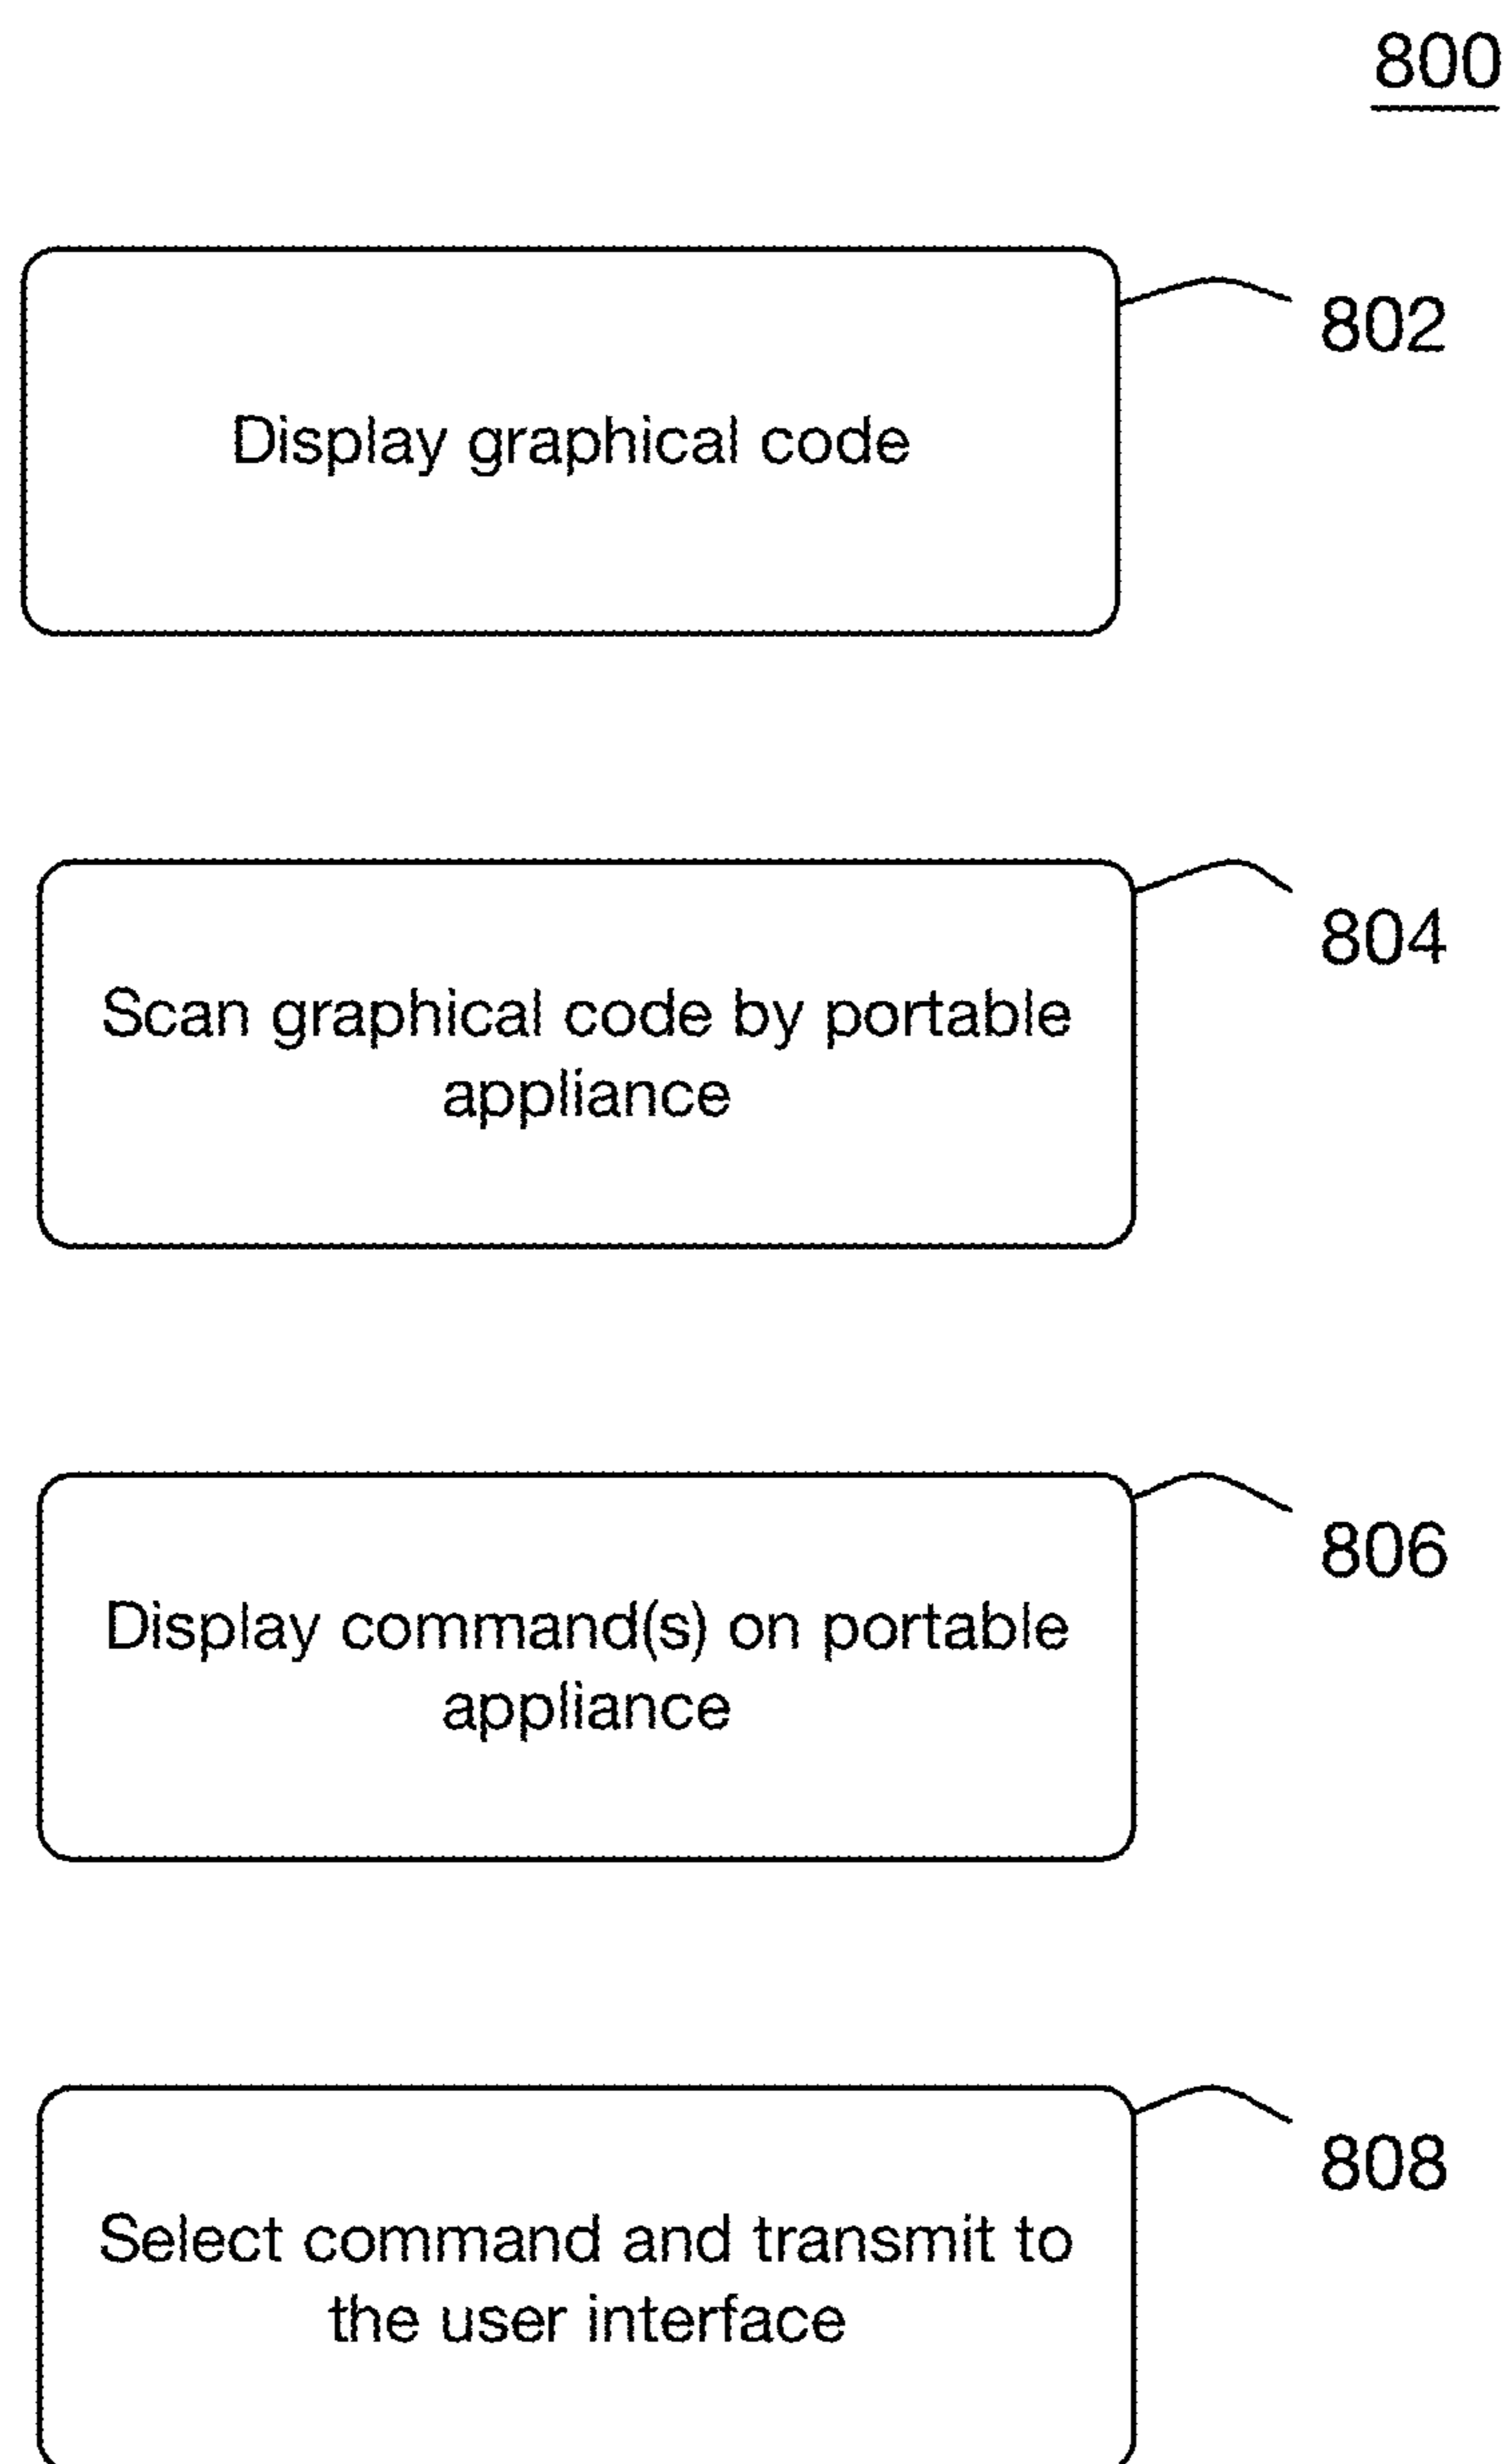 800
802
Display graphical code
804
Scan graphical code by portable
appliance
806
Display command(s) on portable
appliance
808
Select command and transmit to
the user interface